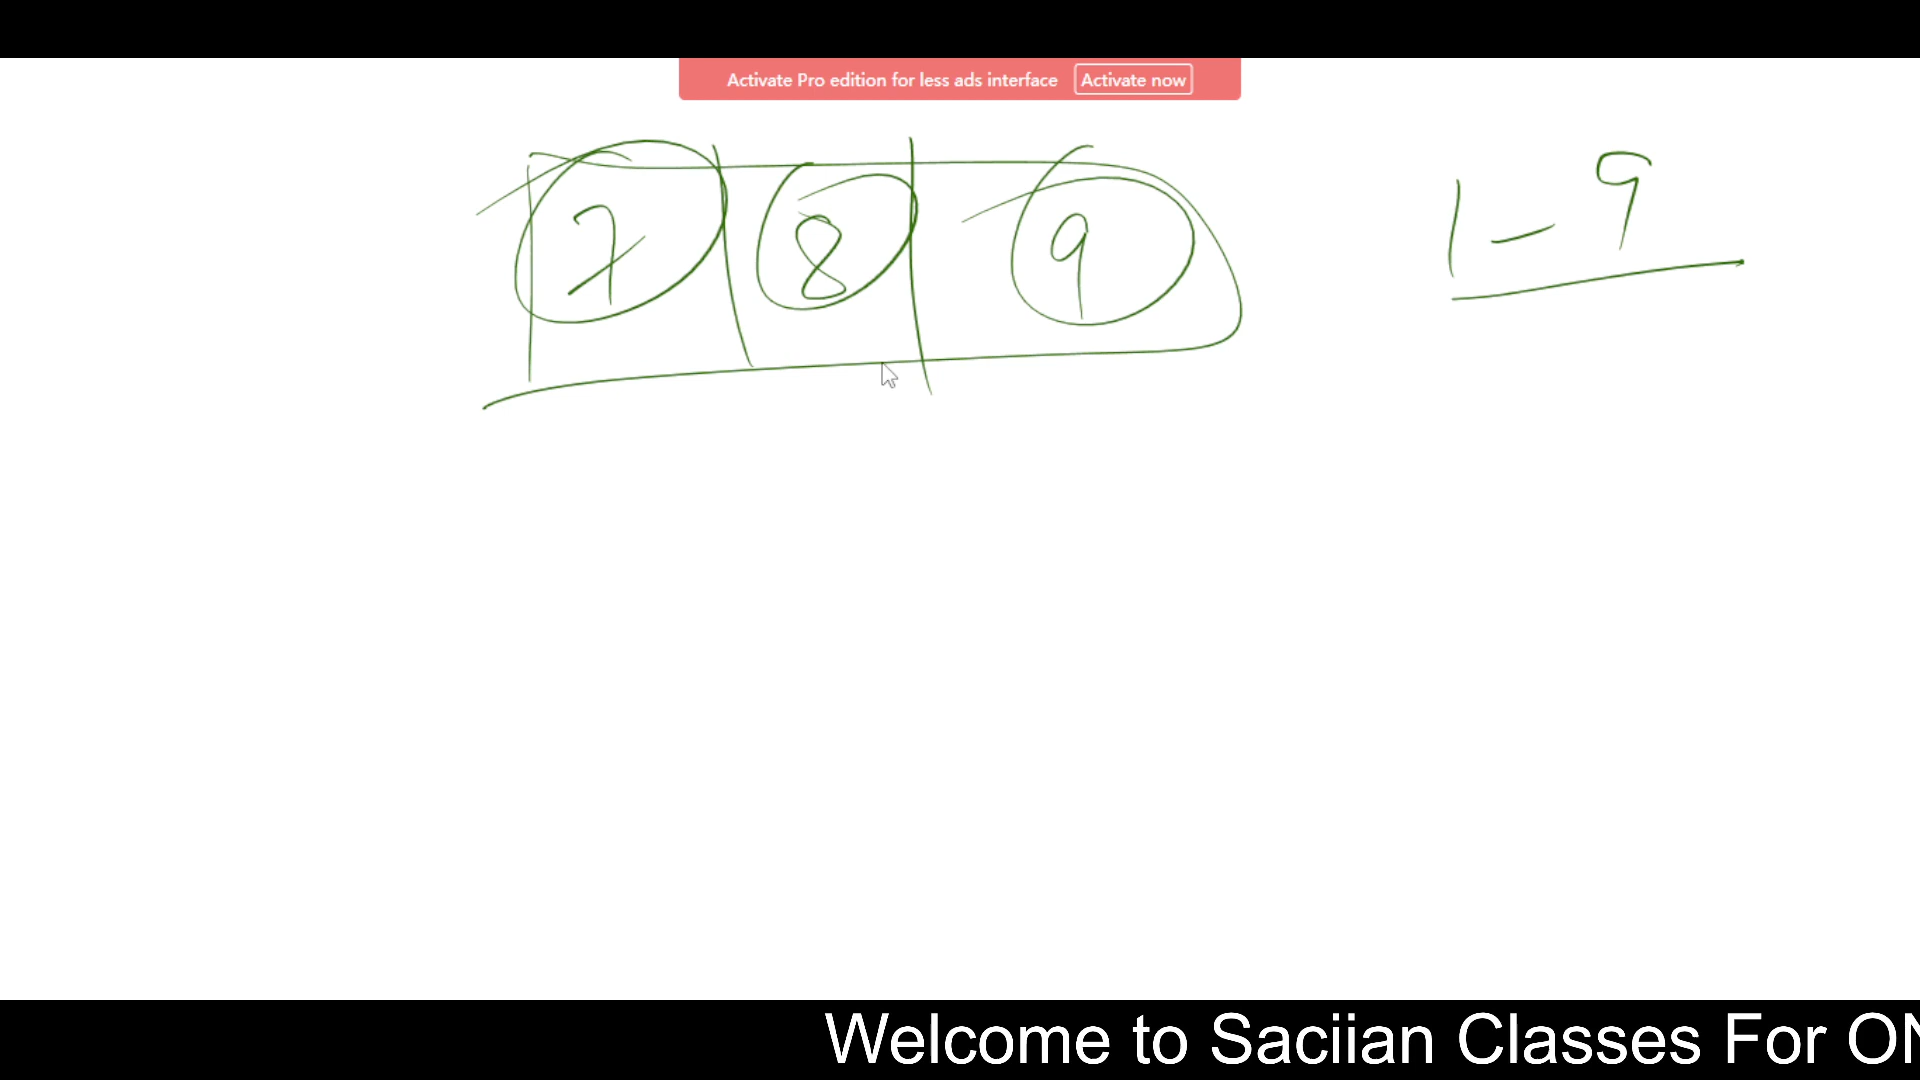 Activate Pro edition for less ads interface Activate now
7 8 9 1-9
Welcome to Saciian Classes For ON